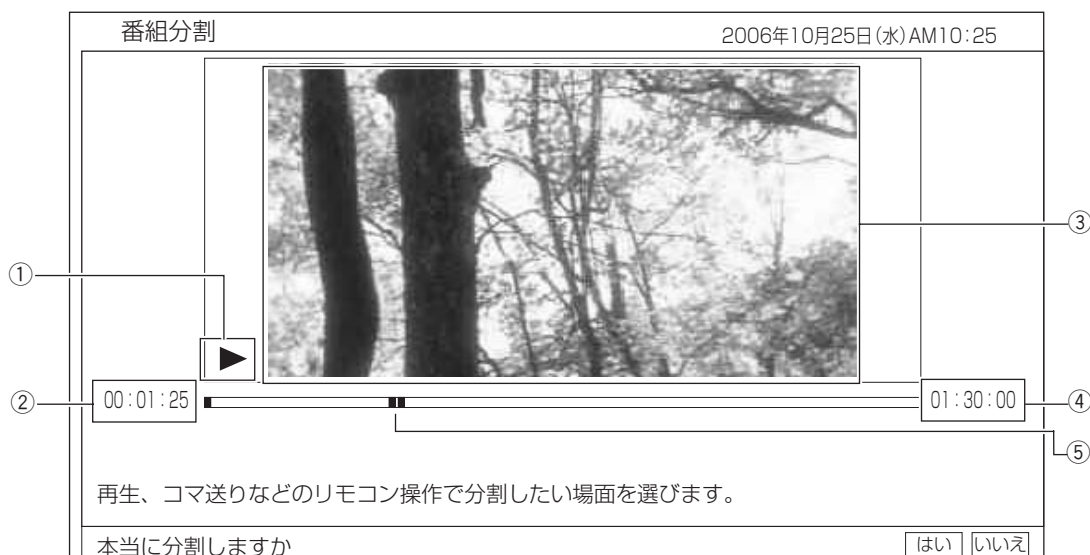 番組分割
2006年10月25日(水)AM10:25
③
①
② 00:01:25 01:30:00 ④
⑤
再生、コマ送りなどのリモコン操作で分割したい場面を選びます。
本当に分割しますか はい いいえ